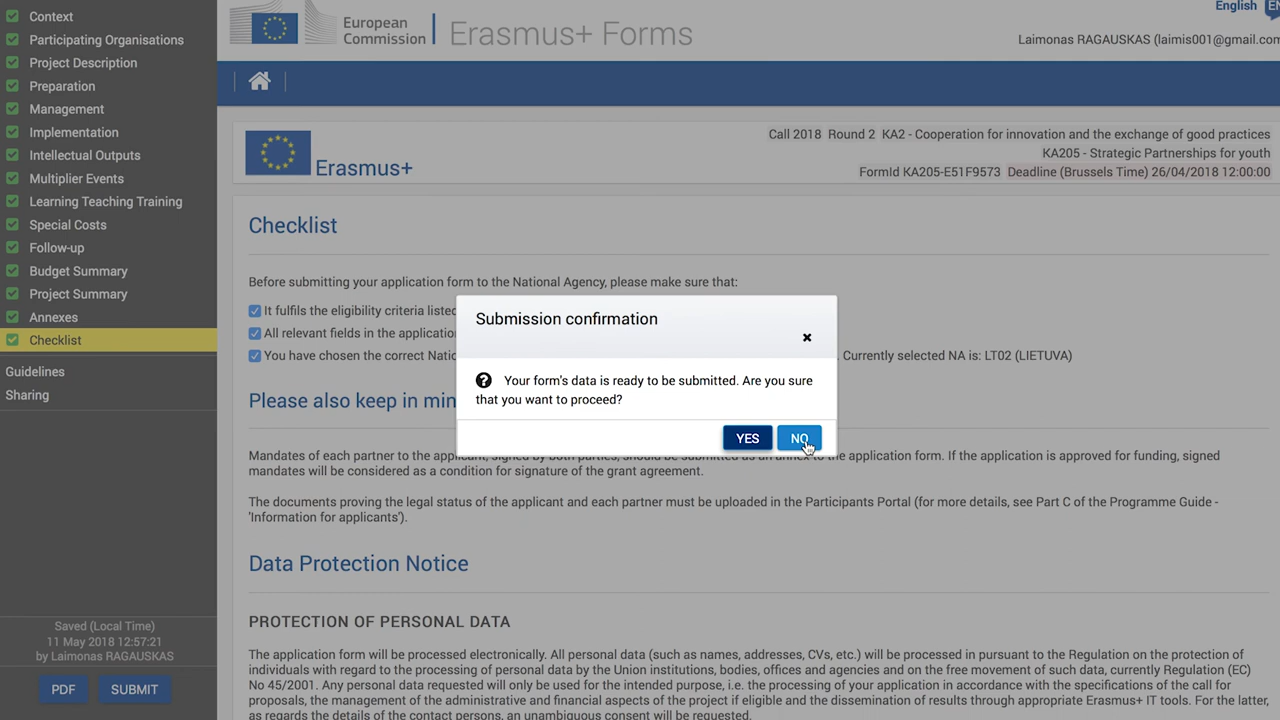 Context
Participating Organisations
Project Description
Preparation
Management
Implementation
Intellectual Outputs
Multiplier Events
Learning Teaching Training
Special Costs
Follow-up
Budget Summary
Project Summary
Annexes
Checklist
Guidelines
Sharing
Saved (Local Time)
11 May 2018 12:57:21
by Laimonas RAGAUSKAS
PDF
SUBMIT
European
Commission
Erasmus+ Forms
English
Laimonas RAGAUSKAS (laimis001@gmail.com
Erasmus+
Call 2018 Round 2 KA2 - Cooperation for innovation and the exchange of good practices
KA205 - Strategic Partnerships for youth
FormId KA205-E51F9573 Deadline (Brussels Time) 26/04/2018 12:00:00
Checklist
Before submitting your application form to the National Agency, please make sure that:
It fulfils the eligibility criteria listed
All relevant fields in the application
You have chosen the correct . Currently selected NA is: LT02 (LIETUVA)
Submission confirmation
Your form's data is ready to be submitted. Are you sure
that you want to proceed?
YES
NO
Please also keep in
Mandates of each partner to the applicant, signed by both parties, should be submitted as an annex to the application form. If the application is approved for funding, signed
mandates will be considered as a condition for signature of the grant agreement.
The documents proving the legal status of the applicant and each partner must be uploaded in the Participants Portal (for more details, see Part C of the Programme Guide -
'Information for applicants').
Data Protection Notice
PROTECTION OF PERSONAL DATA
The application form will be processed electronically. All personal data (such as names, addresses, CVs, etc.) will be processed in pursuant to the Regulation on the protection of
individuals with regard to the processing of personal data by the Union institutions, bodies, offices and agencies and on the free movement of such data, currently Regulation (EC)
No 45/2001. Any personal data requested will only be used for the intended purpose, i.e. the processing of your application in accordance with the specifications of the call for
proposals, the management of the administrative and financial aspects of the project if eligible and the dissemination of results through appropriate Erasmus+ IT tools. For the latter,
as regards the details of the contact persons, an unambiguous consent will be requested.